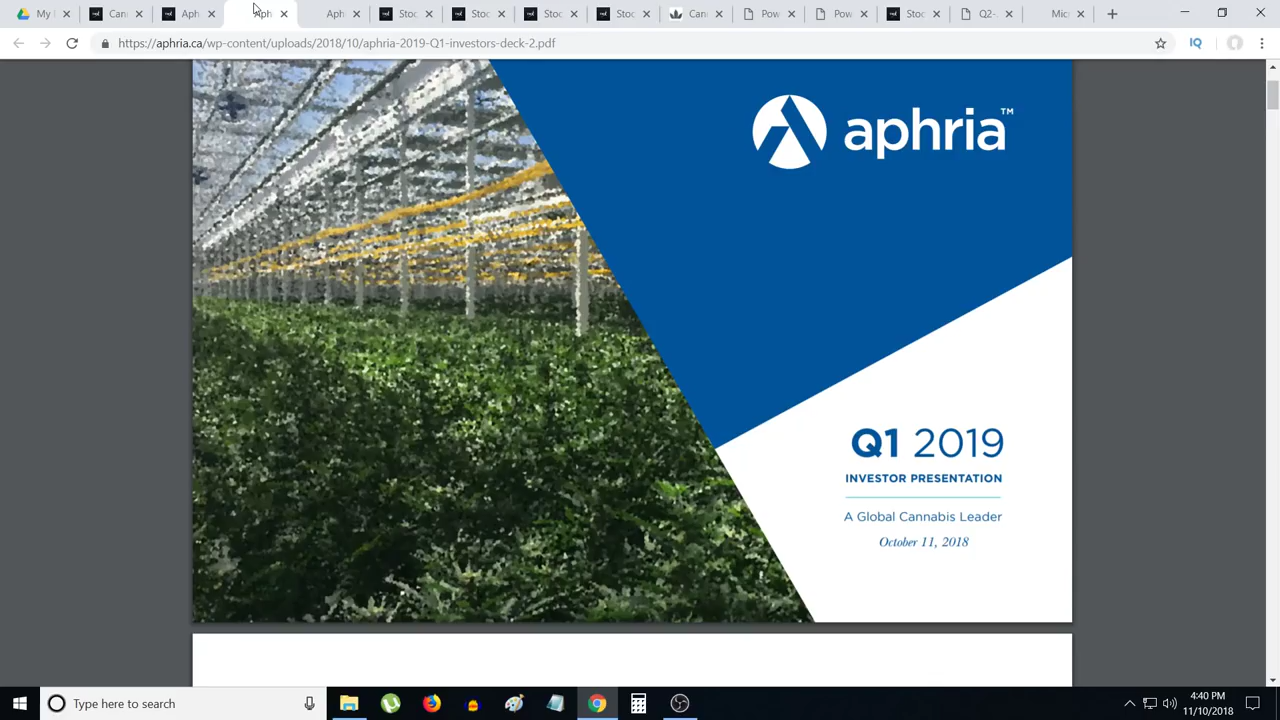 My
Can
Aph
Aph
Aph
Stoc
Stoc
Stoc
Stoc
Can
Pow
Pow
Stoc
Q2-
Micr
https://aphria.ca/wp-content/uploads/2018/10/aphria-2019-Q1-investors-deck-2.pdf
IQ
aphria™
Q1 2019
INVESTOR PRESENTATION
A Global Cannabis Leader
October 11, 2018
Type here to search
4:40 PM
11/10/2018